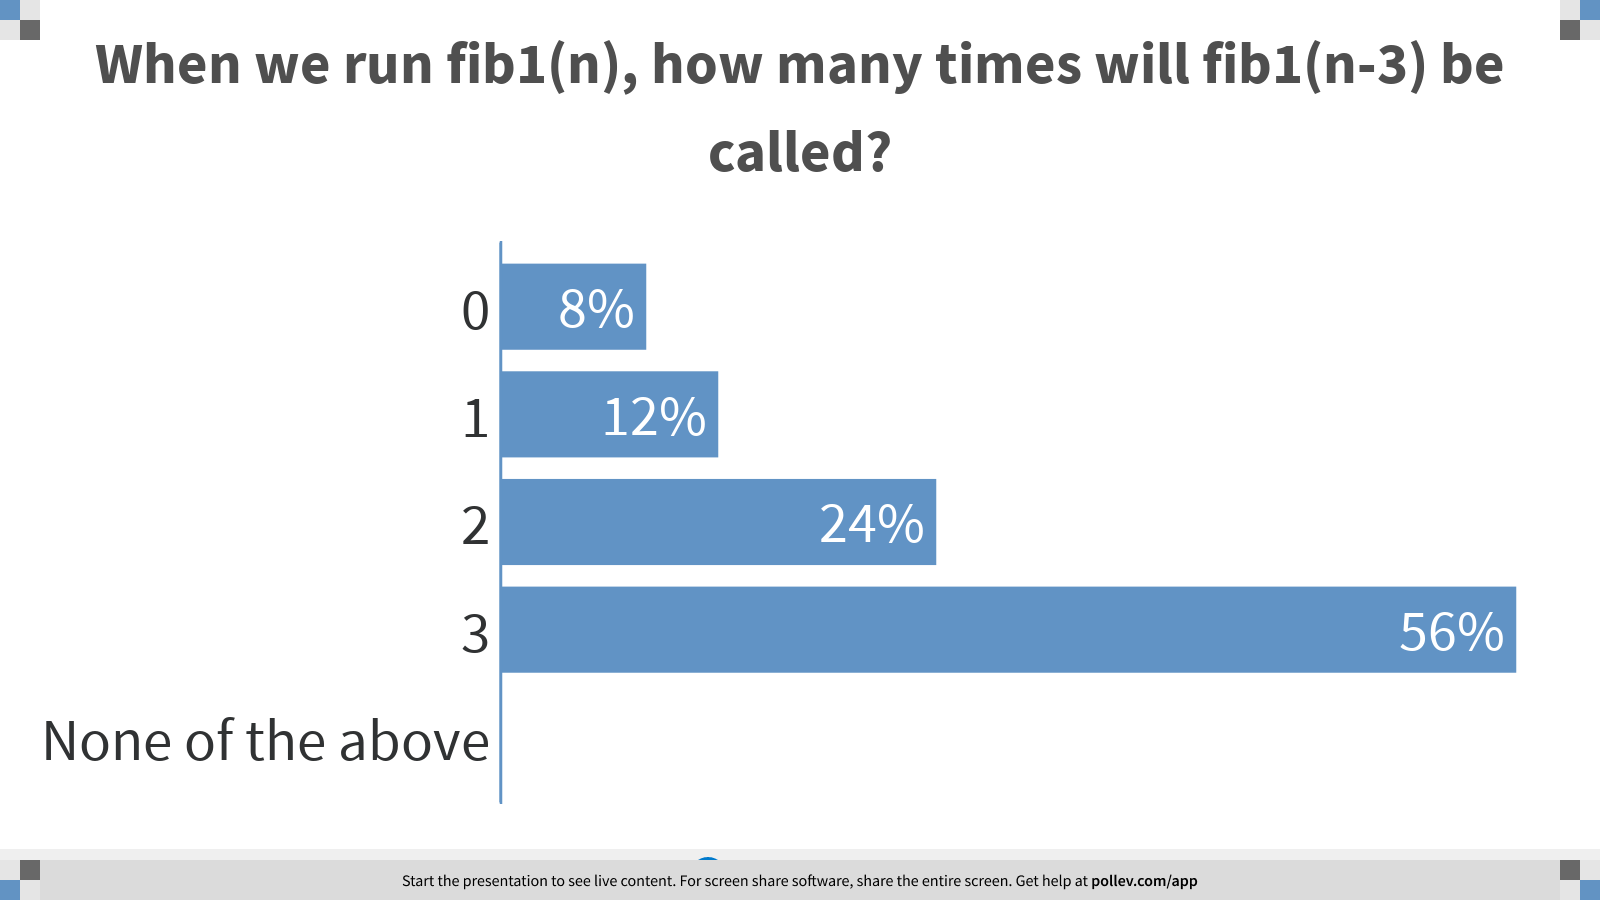 When we run fib1(n), how many times will fib1(n-3) be
called?
0 8%
1 12%
2 24%
3 56%
None of the above
Start the presentation to see live content. For screen share software, share the entire screen. Get help at pollev.com/app